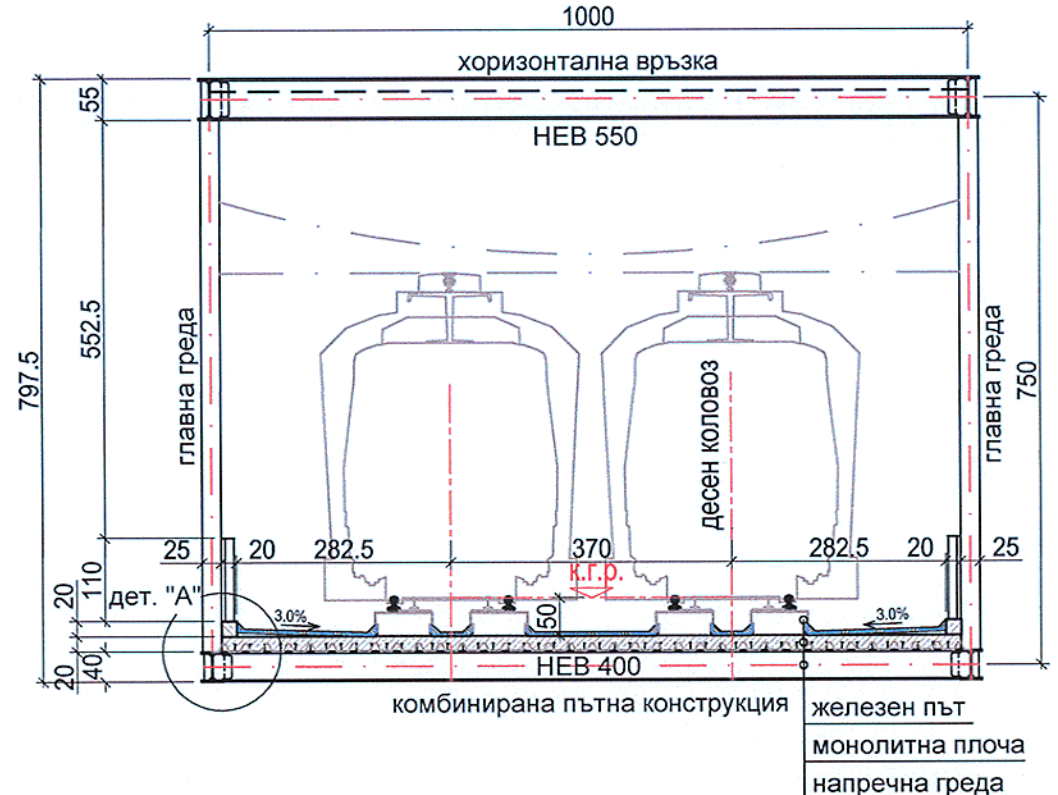 1000
хоризонтална връзка
55
HEB 550
552.5
797.5
750
главна греда
главна греда
десен коловоз
25
20
282.5
370
282.5
20
25
к.г.р.
110
20
дет. "А"
3.0%
50
3.0%
20
40
HEB 400
комбинирана пътна конструкция
железен път
монолитна плоча
напречна греда